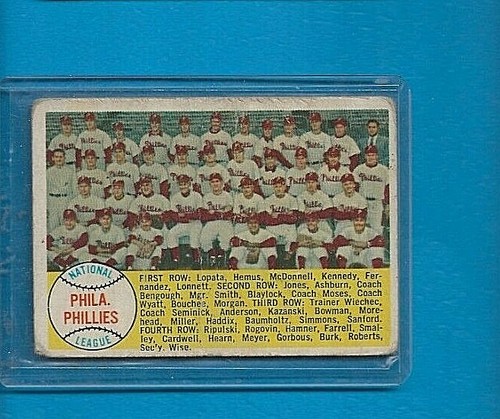 NATIONAL
PHILA.
PHILLIES
LEAGUE
FIRST ROW: Lopata, Hemus, McDonnell, Kennedy, Fer-
nandez, Lonnett. SECOND ROW: Jones, Ashburn, Coach
Bengough, Mgr. Smith, Blaylock, Coach Moses, Coach
Wyatt, Bouchee, Morgan. THIRD ROW: Trainer Wiechec,
Coach Seminick, Anderson, Kazanski, Bowman, More-
head, Miller, Haddix, Baumholtz, Simmons, Sanford.
FOURTH ROW: Ripulski, Rogovin, Hamner, Farrell, Smal-
ley, Cardwell, Hearn, Meyer, Gorbous, Burk, Roberts,
Sec'y. Wise.